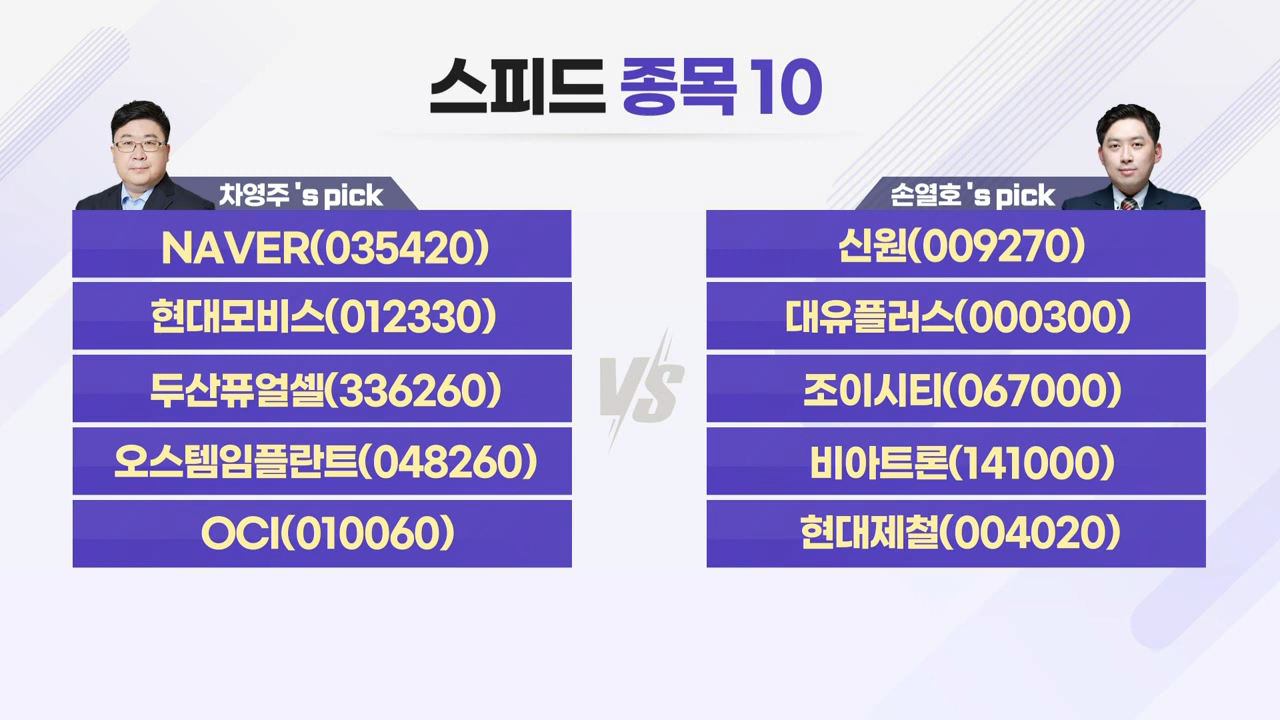 스피드 종목 10
차영주 's pick
NAVER(035420)
현대모비스(012330)
두산퓨얼셀(336260)
오스템임플란트(048260)
OCI(010060)
VS
손열호 's pick
신원(009270)
대유플러스(000300)
조이시티(067000)
비아트론(141000)
현대제철(004020)